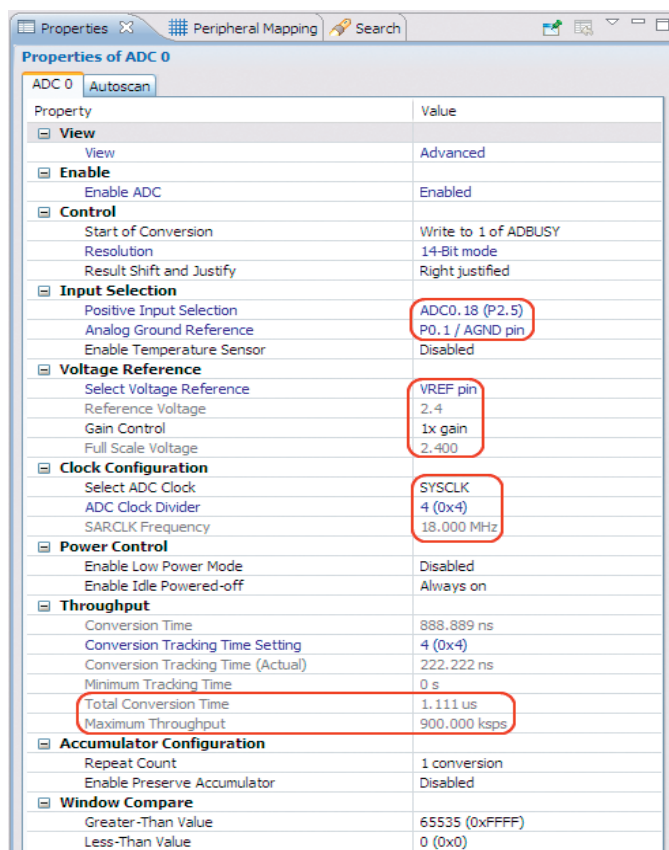 Properties Peripheral Mapping Search
Properties of ADC 0
ADC 0 Autoscan
Property Value
View
View Advanced
Enable
Enable ADC Enabled
Control
Start of Conversion Write to 1 of ADBUSY
Resolution 14-Bit mode
Result Shift and Justify Right justified
Input Selection
Positive Input Selection ADC0.18 (P2.5)
Analog Ground Reference P0.1 / AGND pin
Enable Temperature Sensor Disabled
Voltage Reference
Select Voltage Reference VREF pin
Reference Voltage 2.4
Gain Control 1x gain
Full Scale Voltage 2.400
Clock Configuration
Select ADC Clock SYSCLK
ADC Clock Divider 4 (0x4)
SARCLK Frequency 18.000 MHz
Power Control
Enable Low Power Mode Disabled
Enable Idle Powered-off Always on
Throughput
Conversion Time 888.889 ns
Conversion Tracking Time Setting 4 (0x4)
Conversion Tracking Time (Actual) 222.222 ns
Minimum Tracking Time 0 s
Total Conversion Time 1.111 us
Maximum Throughput 900.000 ksps
Accumulator Configuration
Repeat Count 1 conversion
Enable Preserve Accumulator Disabled
Window Compare
Greater-Than Value 65535 (0xFFFF)
Less-Than Value 0 (0x0)